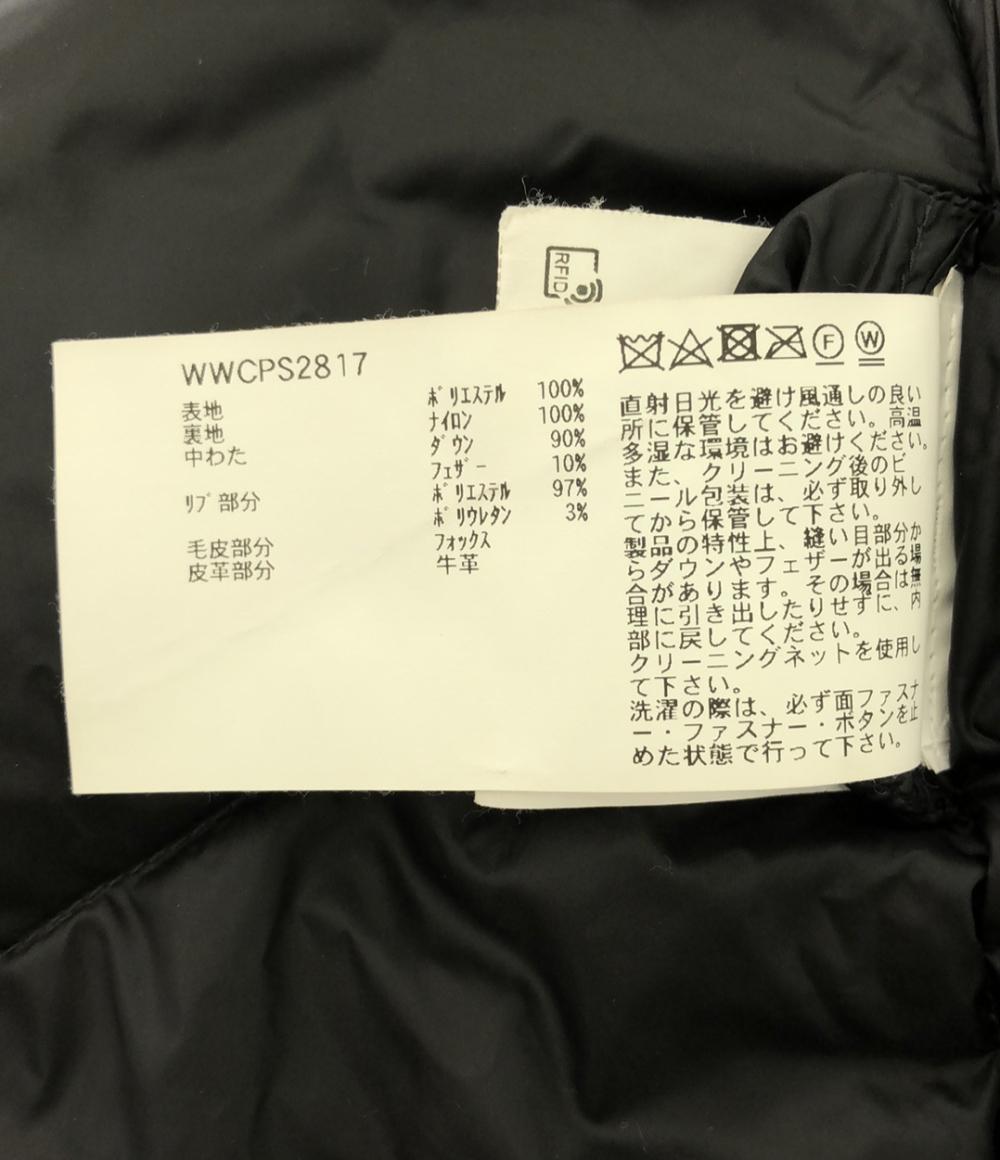 RFID
WWCPS2817
表地 ポリエステル 100%
裏地 ナイロン 100%
中わた ダウン 90%
フェザー 10%
リブ部分 ポリエステル 97%
ポリウレタン 3%
毛皮部分 フォックス
皮革部分 牛革
F W
直射日光を避け風通しの良い
所に保管してください。高温
多湿な環境はお避けください。
また、クリーニング後のビ
ニール包装は、必ず取り外し
てから保管して下さい。
製品の特性上、縫い目部分か
らダウンやフェザーが出る場
合があります。その場合は無
理に引き出したりせずに、内
部に戻してください。
クリーニングネットを使用し
て下さい。
洗濯の際は、必ず面ファスナ
ー・ファスナー・ボタンを止
めた状態で行って下さい。